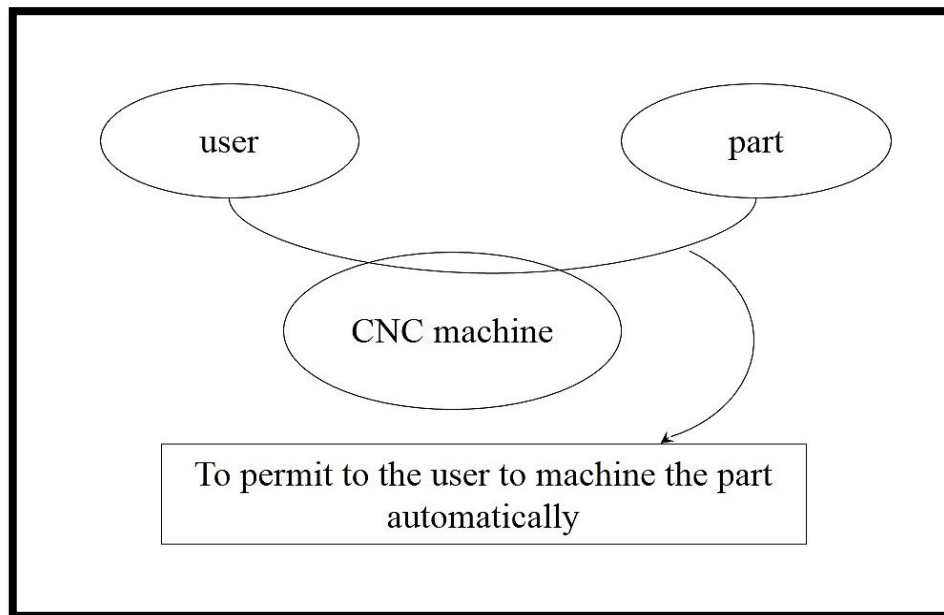 user
part
CNC machine
To permit to the user to machine the part
automatically